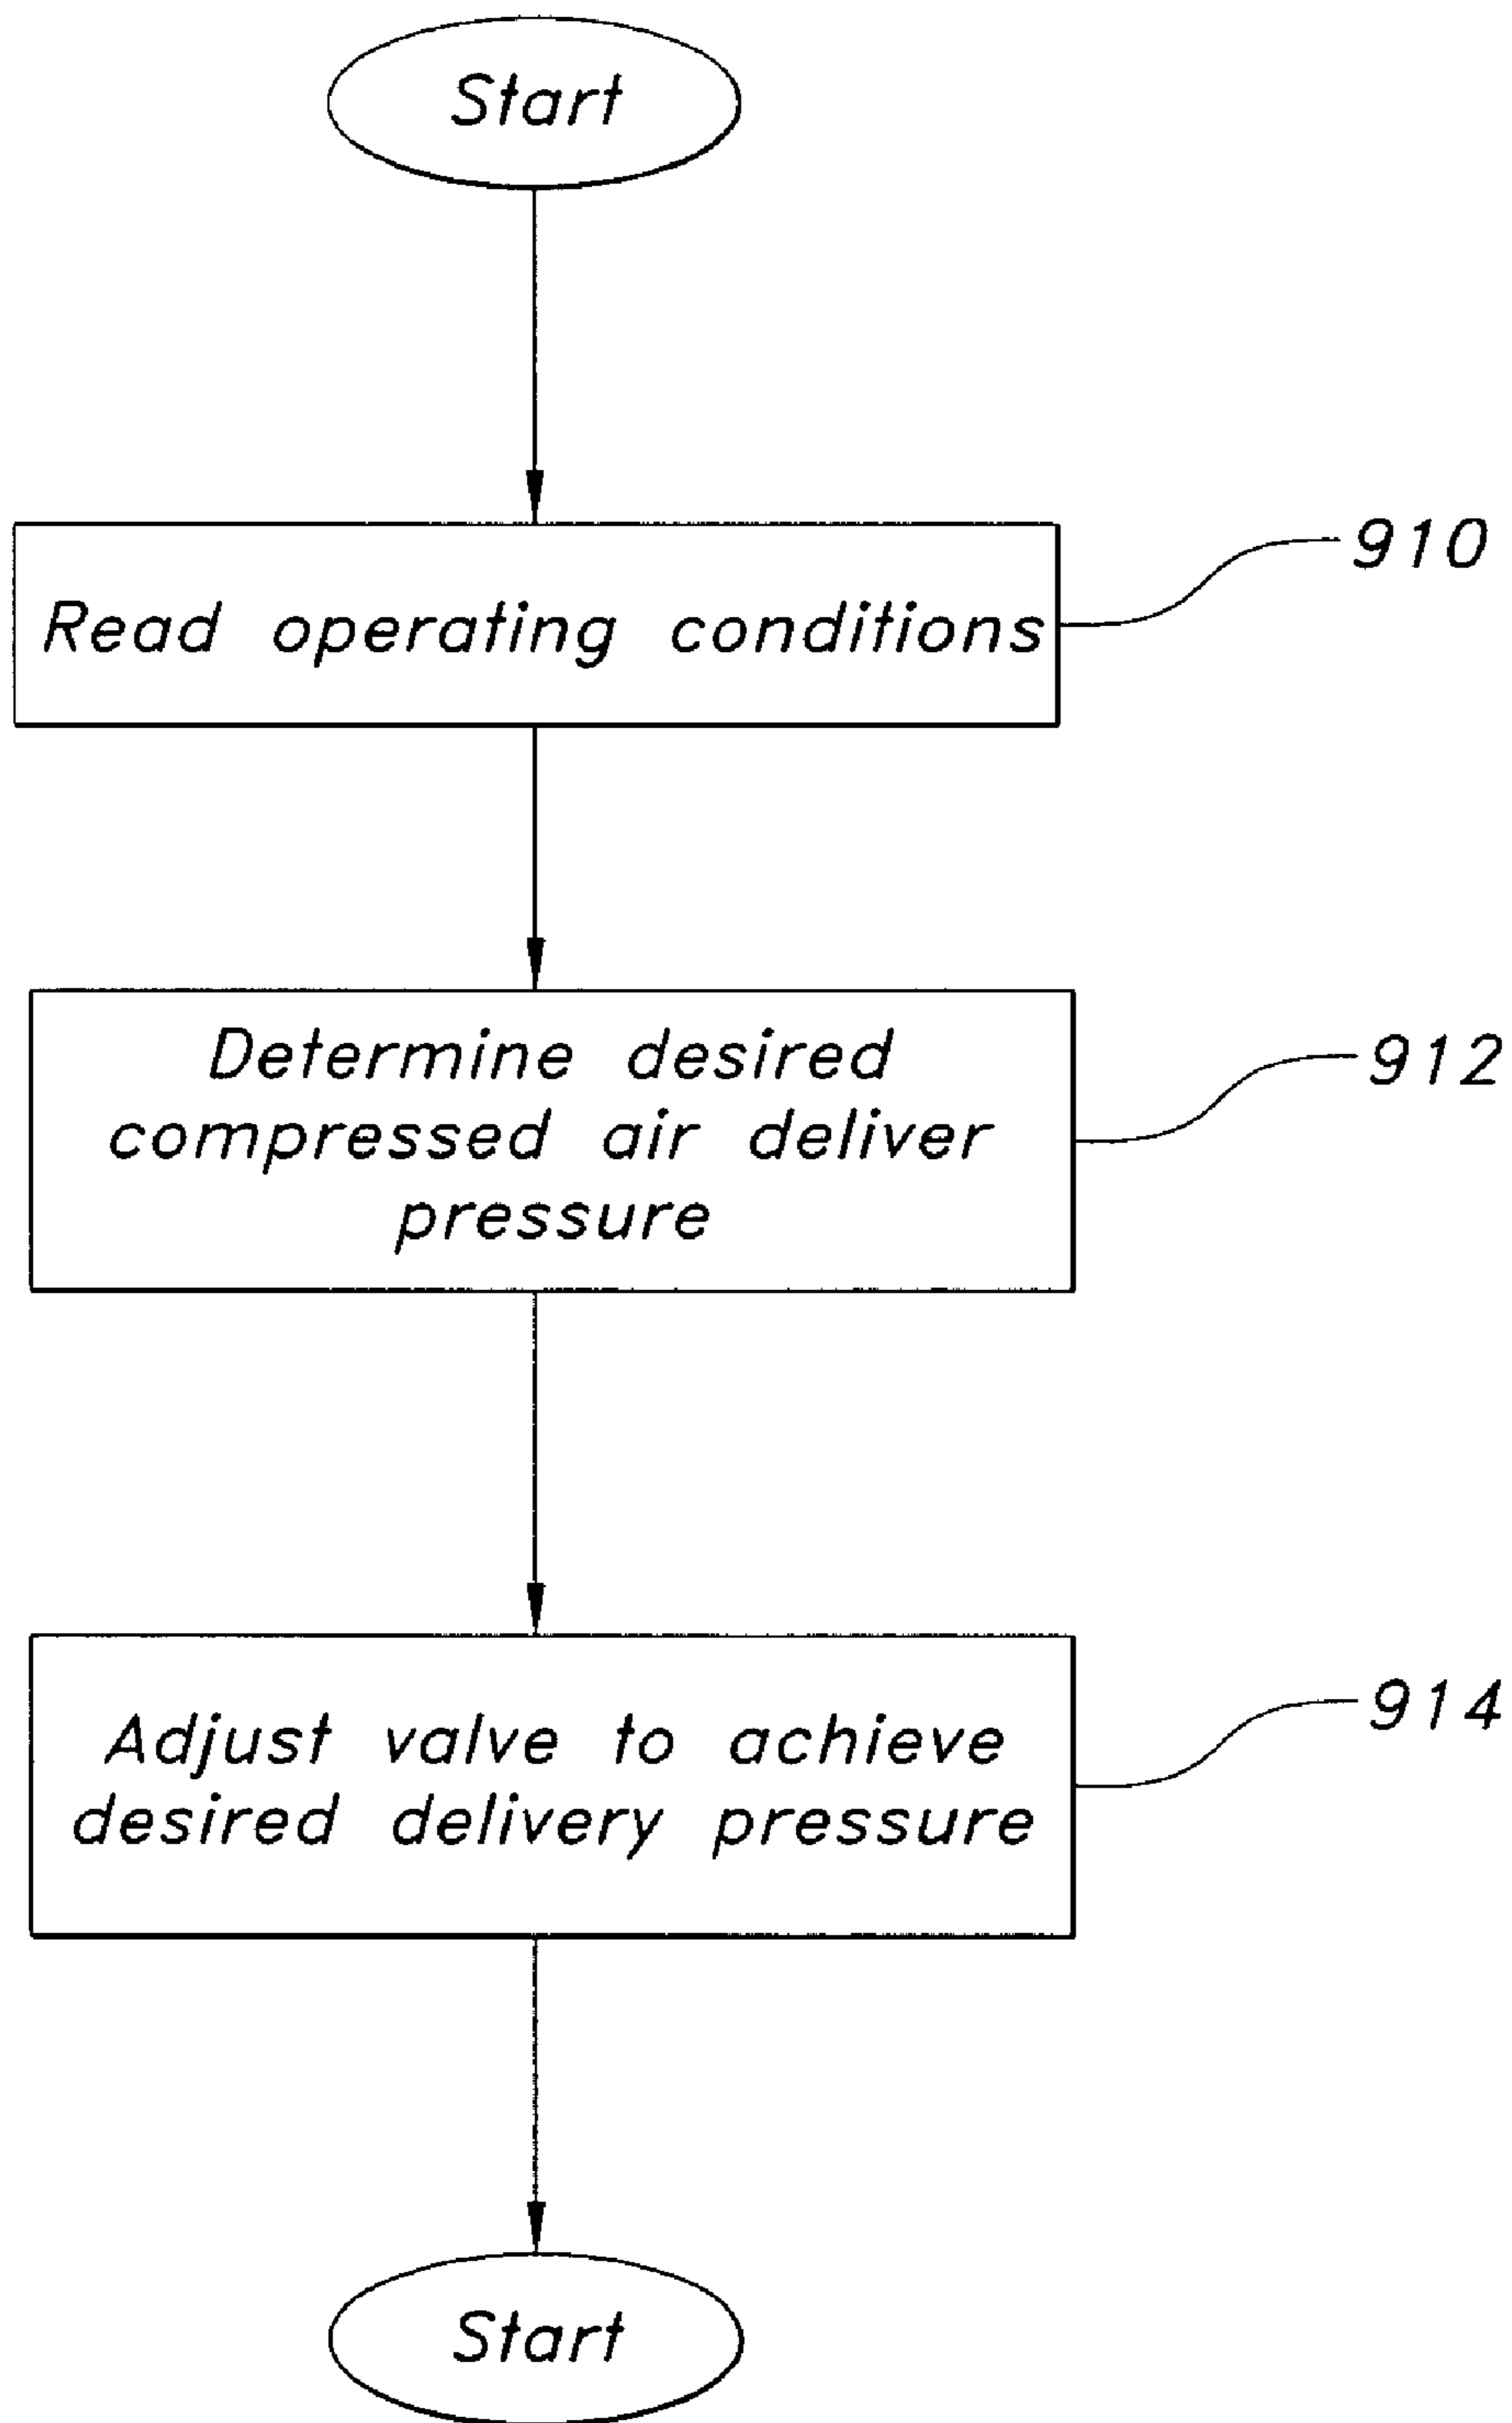 Start
910
Read operating conditions
912
Determine desired
compressed air deliver
pressure
914
Adjust valve to achieve
desired delivery pressure
Start